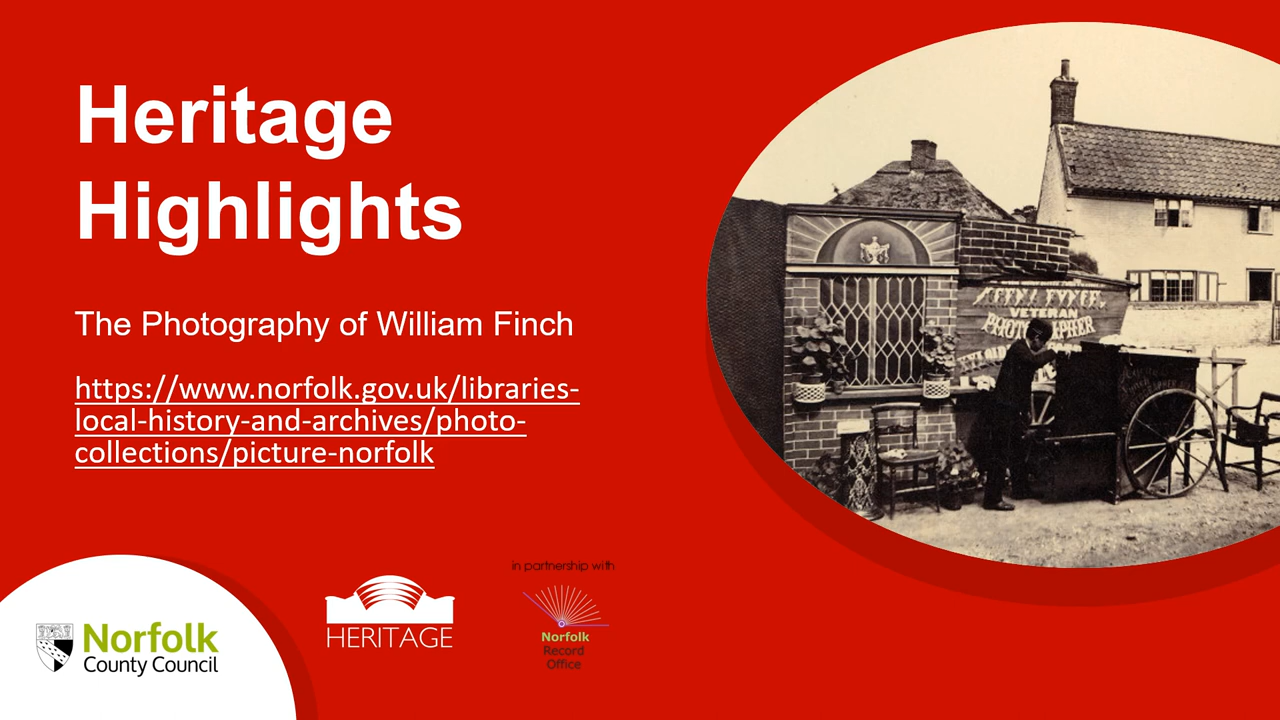 Heritage
Highlights
The Photography of William Finch
https://www.norfolk.gov.uk/libraries-
local-history-and-archives/photo-
collections/picture-norfolk
VETERAN
PHOTOGRAPHER
in partnership with
Norfolk
County Council
HERITAGE
Norfolk
Record
Office